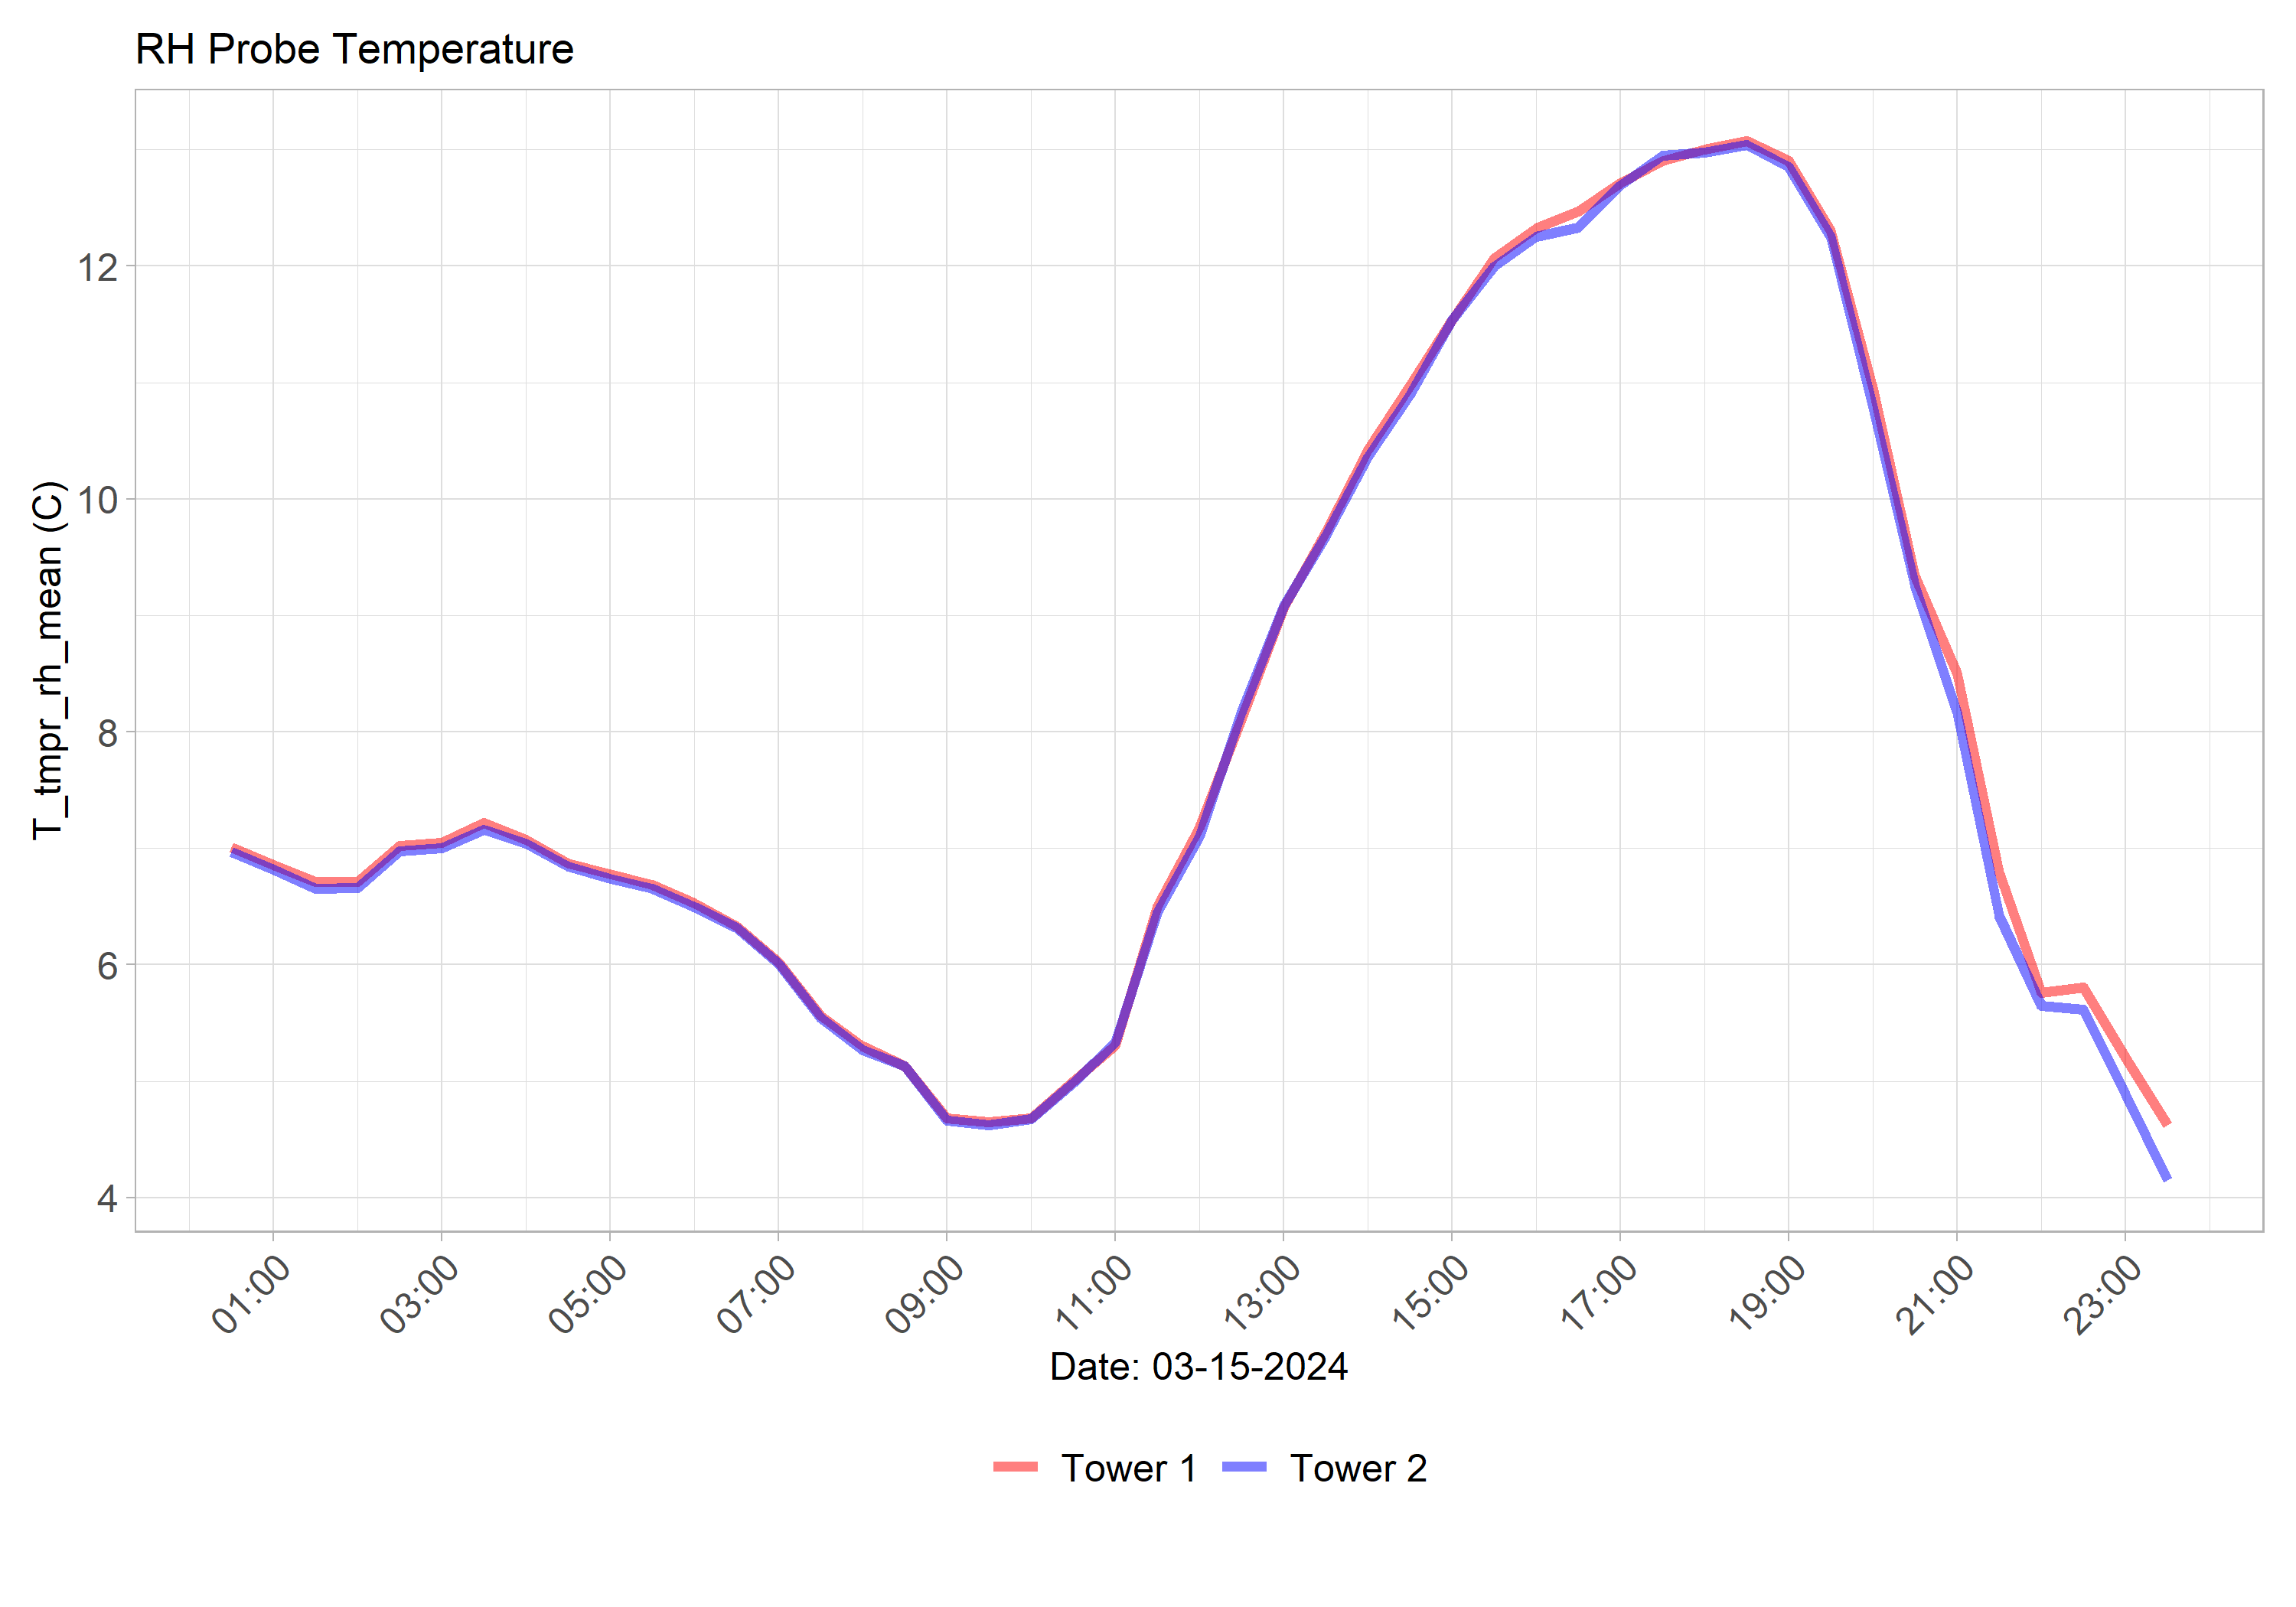 RH Probe Temperature
T_tmpr_rh_mean (C)
12
10
8
6
4
01:00 03:00 05:00 07:00 09:00 11:00 13:00 15:00 17:00 19:00 21:00 23:00
Date: 03-15-2024
Tower 1 Tower 2